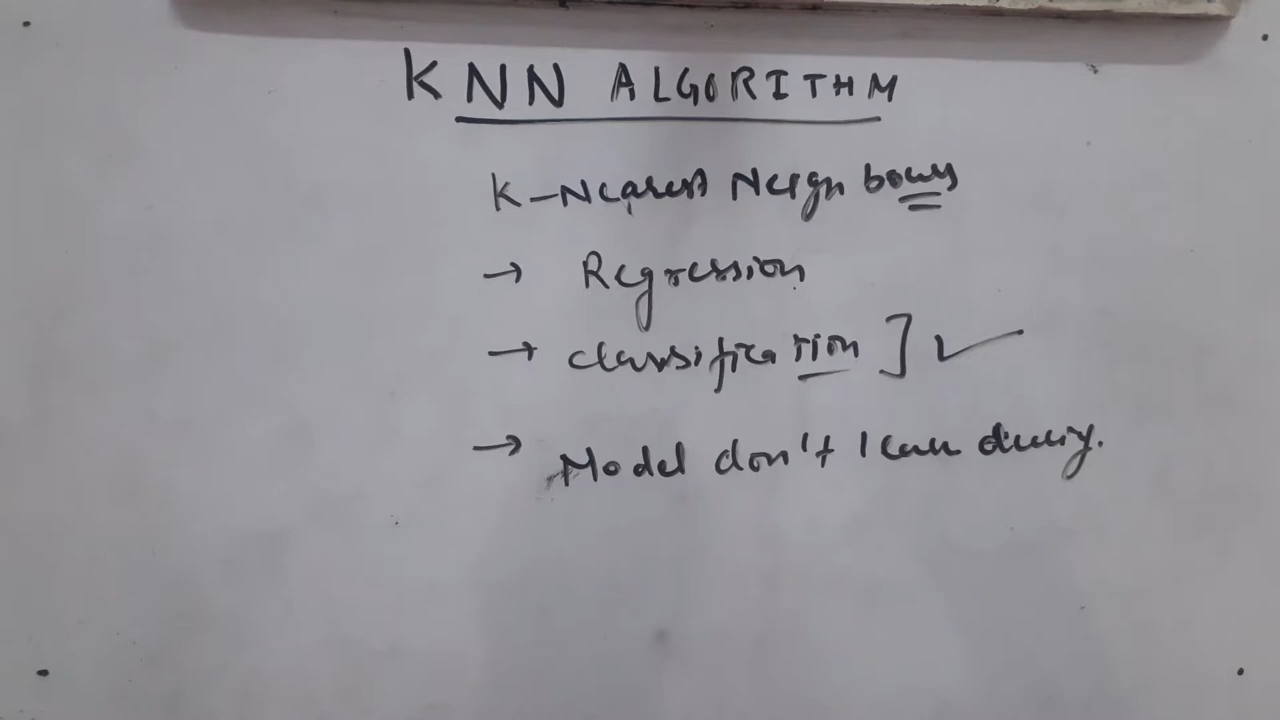 KNN ALGORITHM
K-Nearest Neighbours
→ Regression
→ classification ] ✓
→ Model don't learn